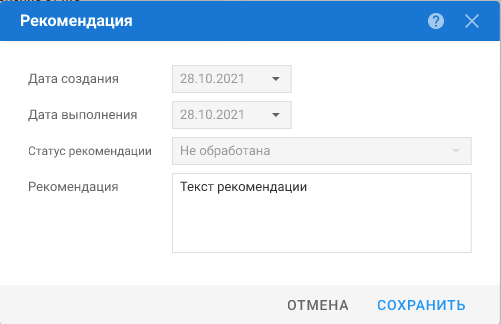 Рекомендация
Дата создания 28.10.2021
Дата выполнения 28.10.2021
Статус рекомендации Не обработана
Рекомендация Текст рекомендации
ОТМЕНА СОХРАНИТЬ